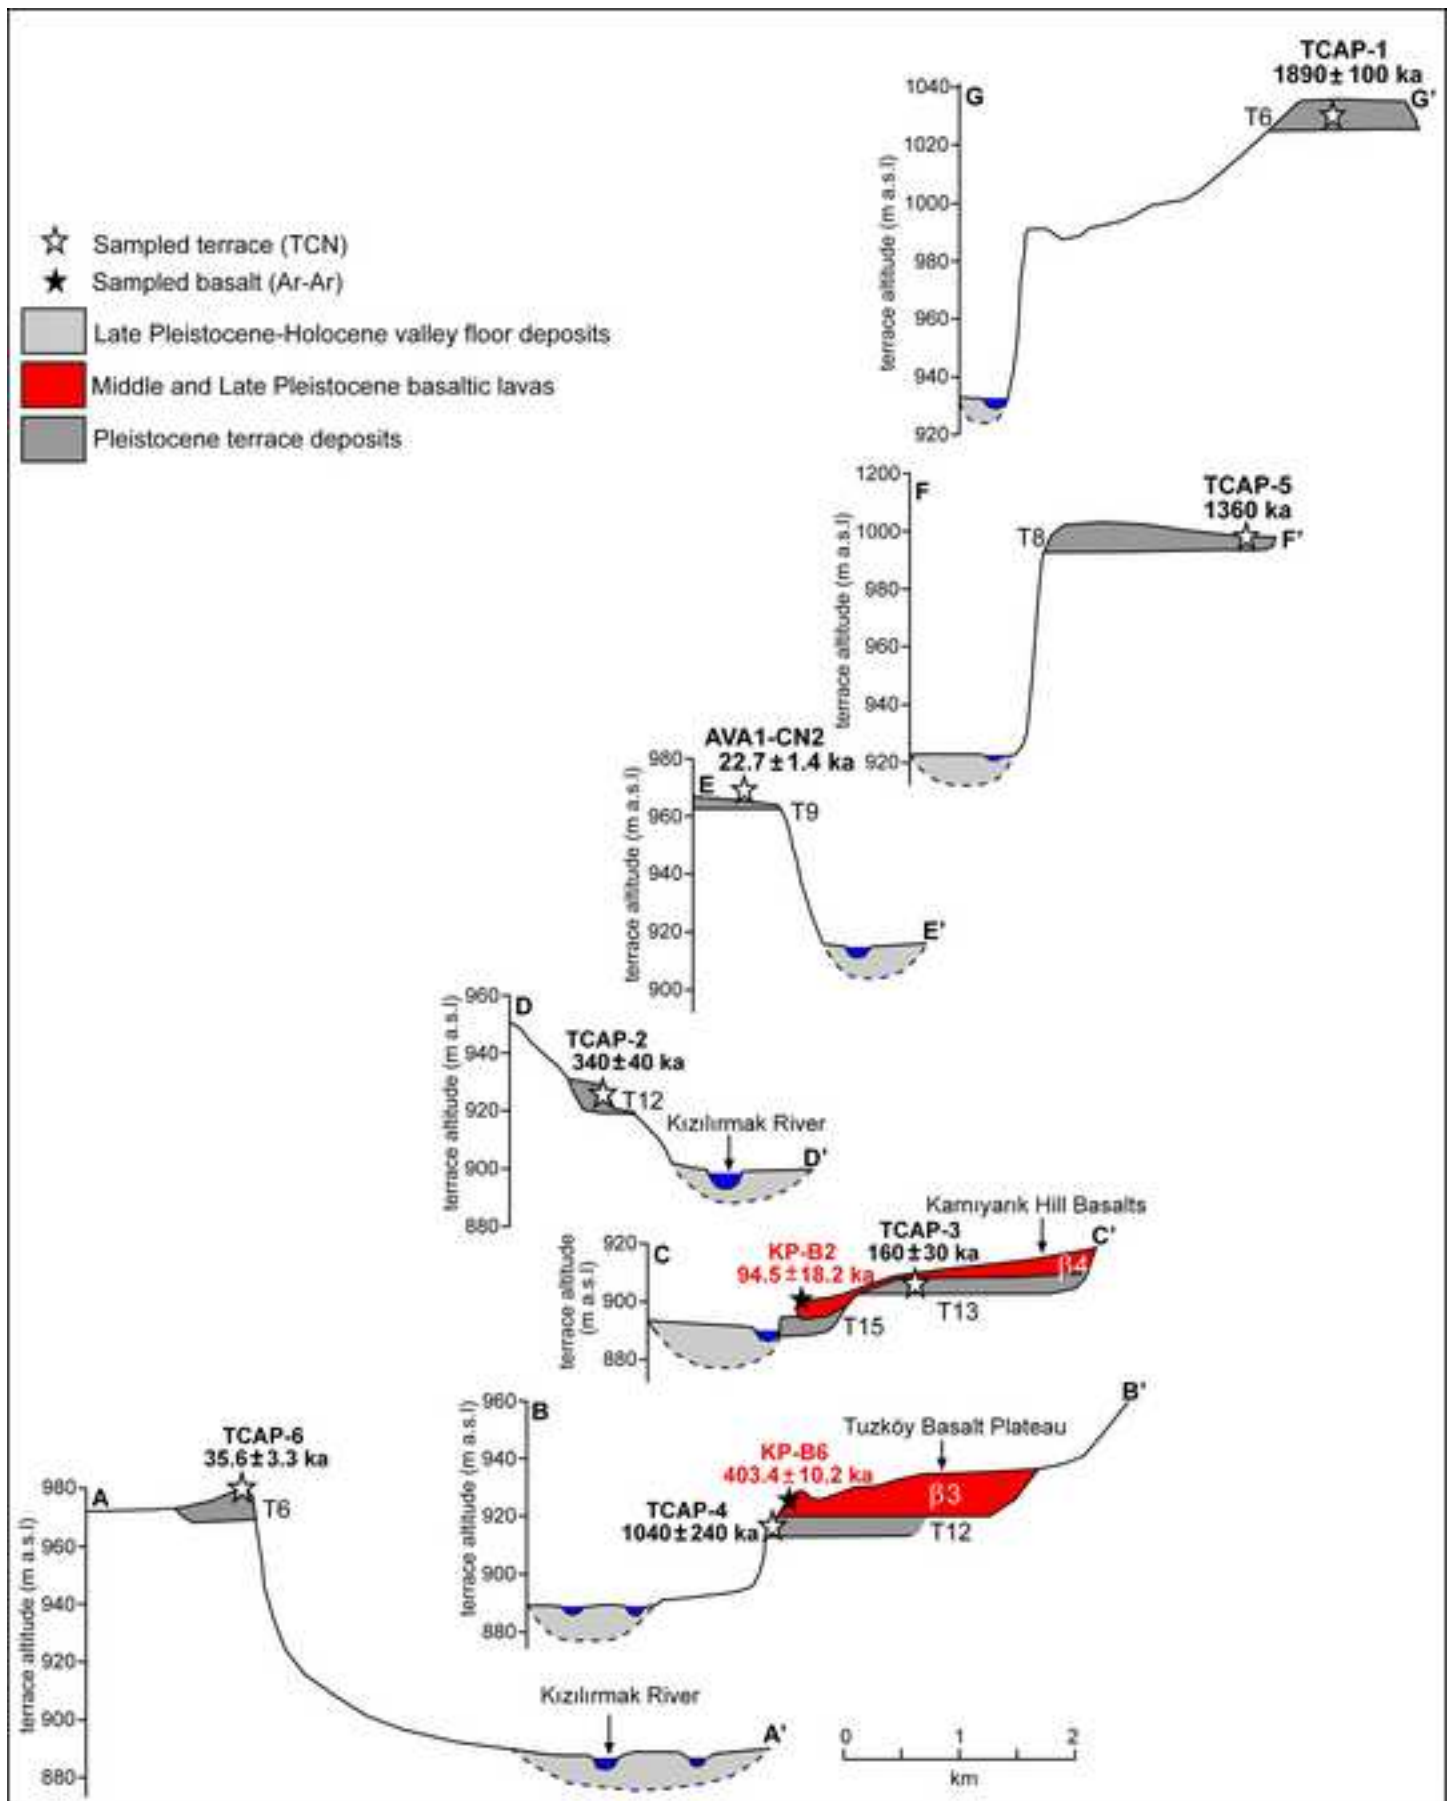 TCAP-1
1890±100 ka
1040
G
G'
T6
1020
1000
980
960
940
920
terrace altitude (m a.s.l)
Sampled terrace (TCN)
Sampled basalt (Ar-Ar)
Late Pleistocene-Holocene valley floor deposits
Middle and Late Pleistocene basaltic lavas
Pleistocene terrace deposits
1200
F
TCAP-5
1360 ka
1000
T8
F'
980
960
940
920
terrace altitude (m a.s.l)
AVA1-CN2
22.7±1.4 ka
980
E
960
T9
940
920
E'
900
terrace altitude (m a.s.l)
960
D
TCAP-2
340±40 ka
940
920
T12
Kızılırmak River
900
D'
880
terrace altitude (m a.s.l)
Karnıyarık Hill Basalts
920
C
KP-B2
94.5±18.2 ka
TCAP-3
160±30 ka
C'
β4
900
T13
T15
880
terrace altitude
(m a.s.l)
960
B
B'
Tuzköy Basalt Plateau
940
KP-B6
403.4±10,2 ka
β3
920
TCAP-4
1040±240 ka
T12
900
880
terrace altitude (m a.s.l)
TCAP-6
35.6±3.3 ka
980
A
T6
960
940
920
900
880
terrace altitude (m a.s.l)
Kızılırmak River
A'
0
1
2
km